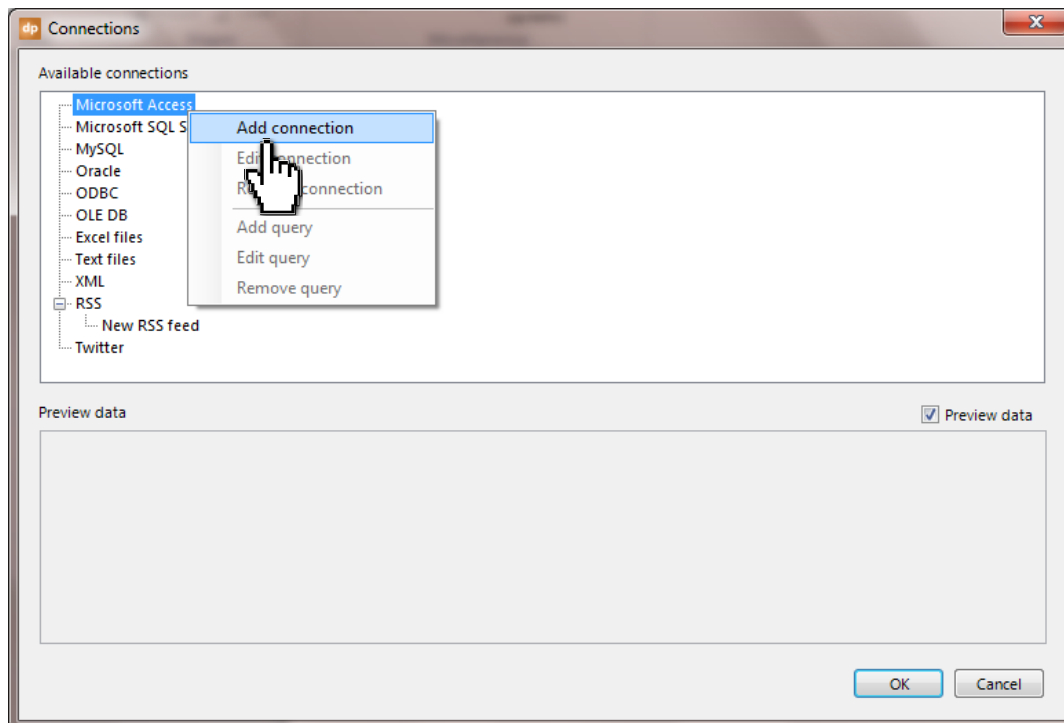 dp Connections
Available connections
Microsoft Access
Microsoft SQL S
MySQL
Oracle
ODBC
OLE DB
Excel files
Text files
XML
RSS
New RSS feed
Twitter
Add connection
Edit connection
connection
Add query
Edit query
Remove query
Preview data
Preview data
OK
Cancel